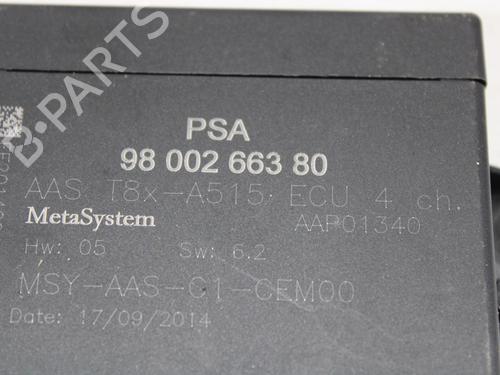 PSA
98 002 663 80
AAS T8x-A515 ECU 4 ch.
MetaSystem AAP01340
Hw: 05 Sw: 6.2
MSY-AAS-C1-CEM00
Date: 17/09/2014